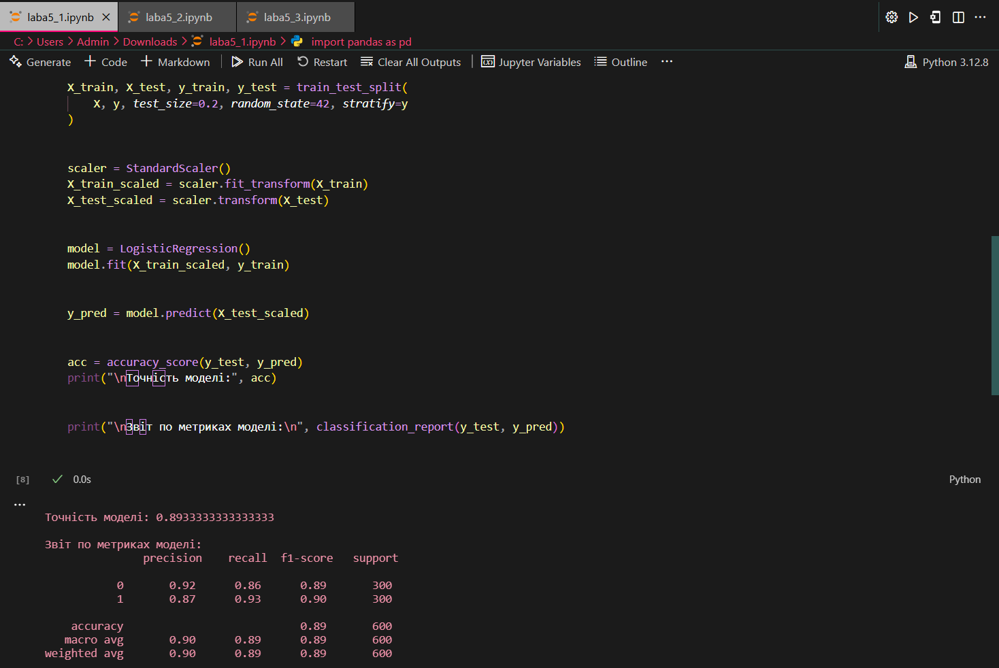 laba5_1.ipynb laba5_2.ipynb laba5_3.ipynb
C: > Users > Admin > Downloads > laba5_1.ipynb > import pandas as pd
Generate + Code + Markdown | Run All Restart Clear All Outputs | Jupyter Variables Outline ... Python 3.12.8
X_train, X_test, y_train, y_test = train_test_split(
    X, y, test_size=0.2, random_state=42, stratify=y
)
scaler = StandardScaler()
X_train_scaled = scaler.fit_transform(X_train)
X_test_scaled = scaler.transform(X_test)
model = LogisticRegression()
model.fit(X_train_scaled, y_train)
y_pred = model.predict(X_test_scaled)
acc = accuracy_score(y_test, y_pred)
print("\nТочність моделі:", acc)
print("\nЗвіт по метриках моделі:\n", classification_report(y_test, y_pred))
[8] 0.0s Python
...
Точність моделі: 0.8933333333333333
Звіт по метриках моделі:
precision recall f1-score support
0 0.92 0.86 0.89 300
1 0.87 0.93 0.90 300
accuracy 0.89 600
macro avg 0.90 0.89 0.89 600
weighted avg 0.90 0.89 0.89 600